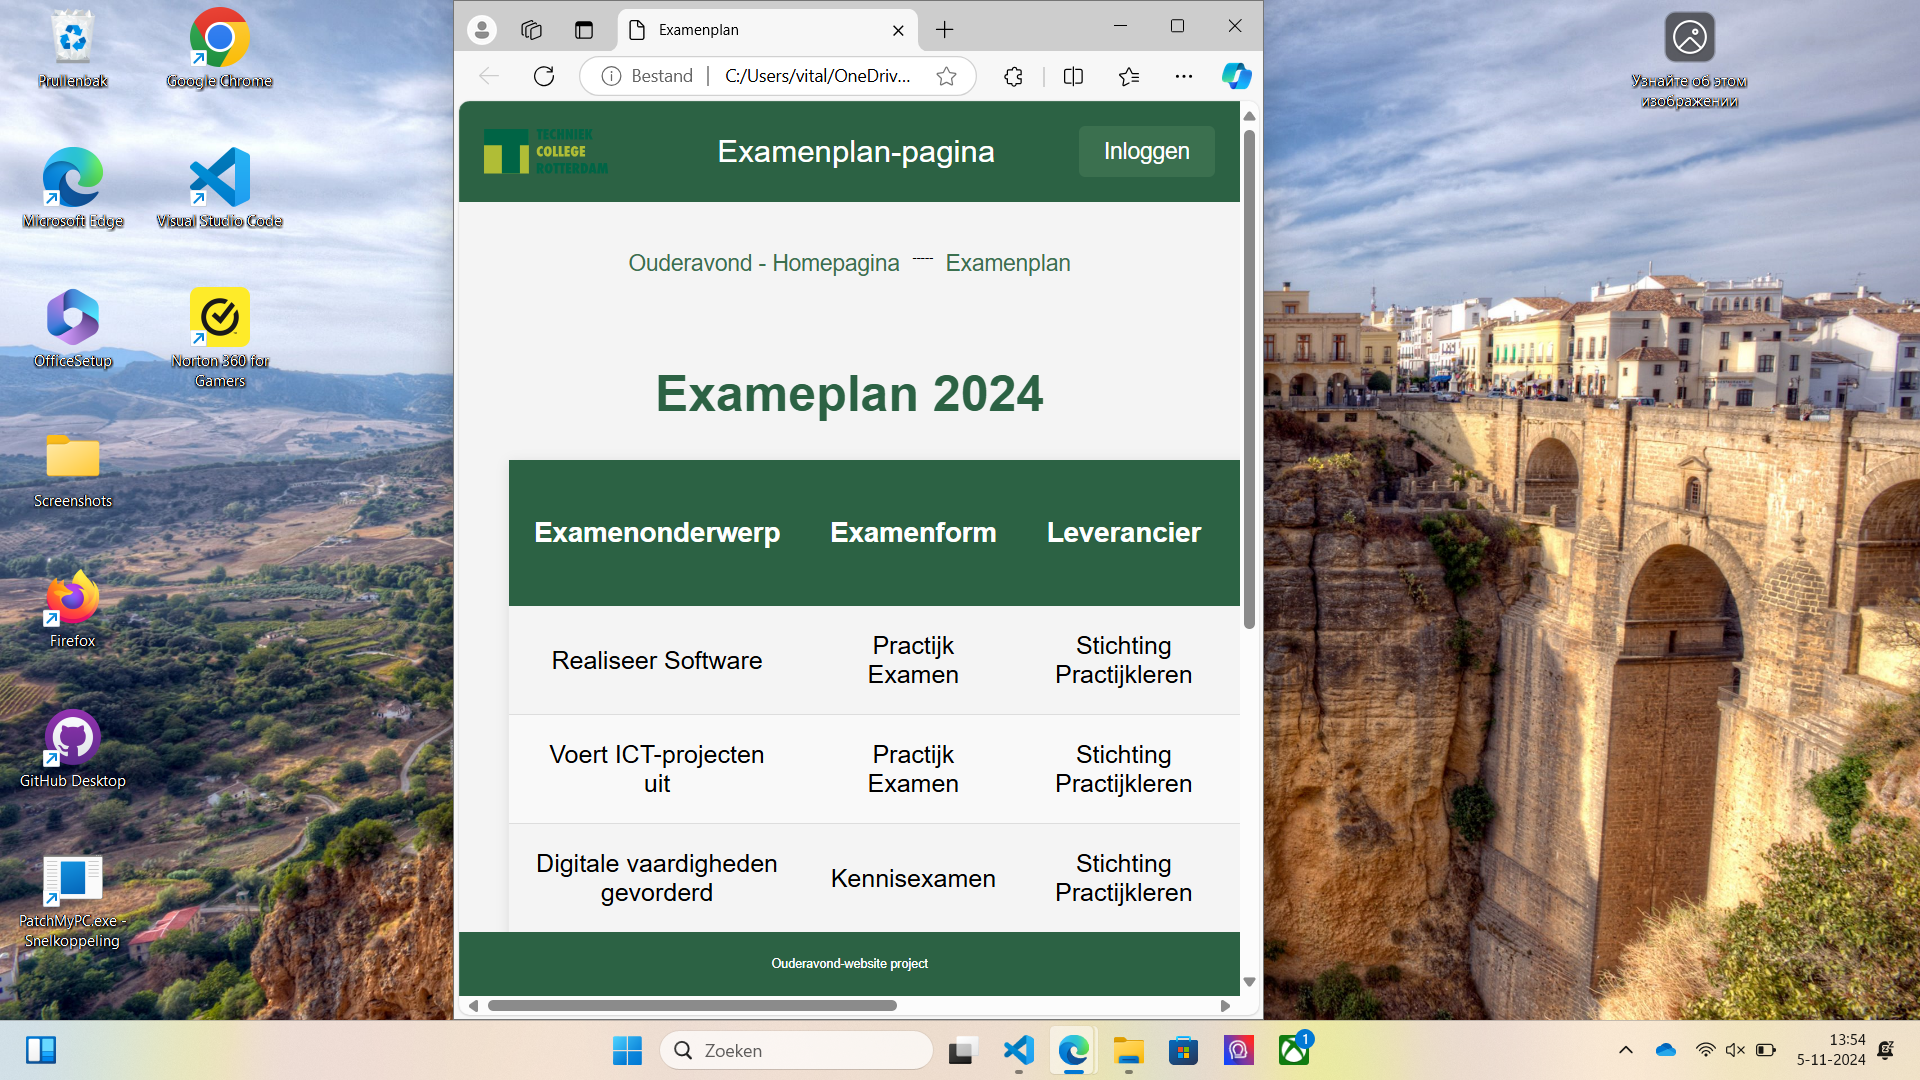 Prullenbak
Google Chrome
Microsoft Edge
Visual Studio Code
OfficeSetup
Norton 360 for
Gamers
Screenshots
Firefox
GitHub Desktop
PatchMyPC.exe -
Snelkoppeling
Examenplan
Bestand
C:/Users/vital/OneDriv...
TECHNIEK
COLLEGE
ROTTERDAM
Examenplan-pagina
Inloggen
Ouderavond - Homepagina ----- Examenplan
Exameplan 2024
Examenonderwerp Examenform Leverancier
Realiseer Software
Practijk
Examen
Stichting
Practijkleren
Voert ICT-projecten
uit
Practijk
Examen
Stichting
Practijkleren
Digitale vaardigheden
gevorderd
Kennisexamen
Stichting
Practijkleren
Ouderavond-website project
Узнайте об этом
изображении
Zoeken
1
13:54
5-11-2024